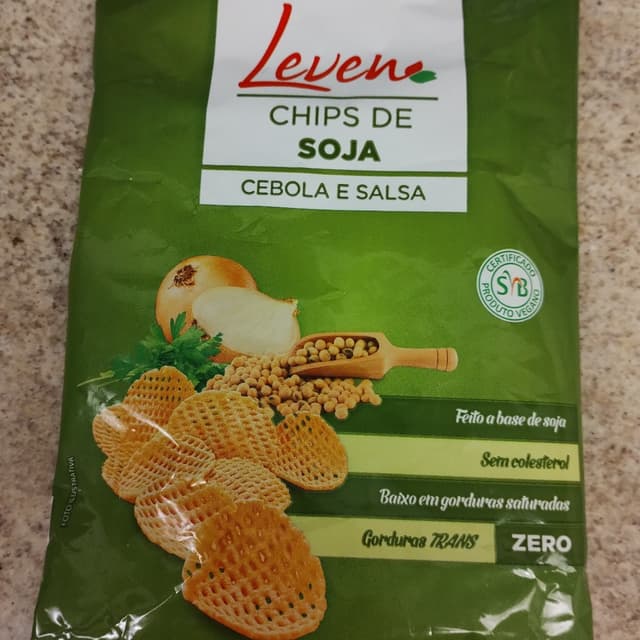 Leven
CHIPS DE
SOJA
CEBOLA E SALSA
CERTIFICADO
SVB
PRODUTO VEGANO
Feito a base de soja
Sem colesterol
Baixo em gorduras saturadas
Gorduras TRANS ZERO
FOTO ILUSTRATIVA